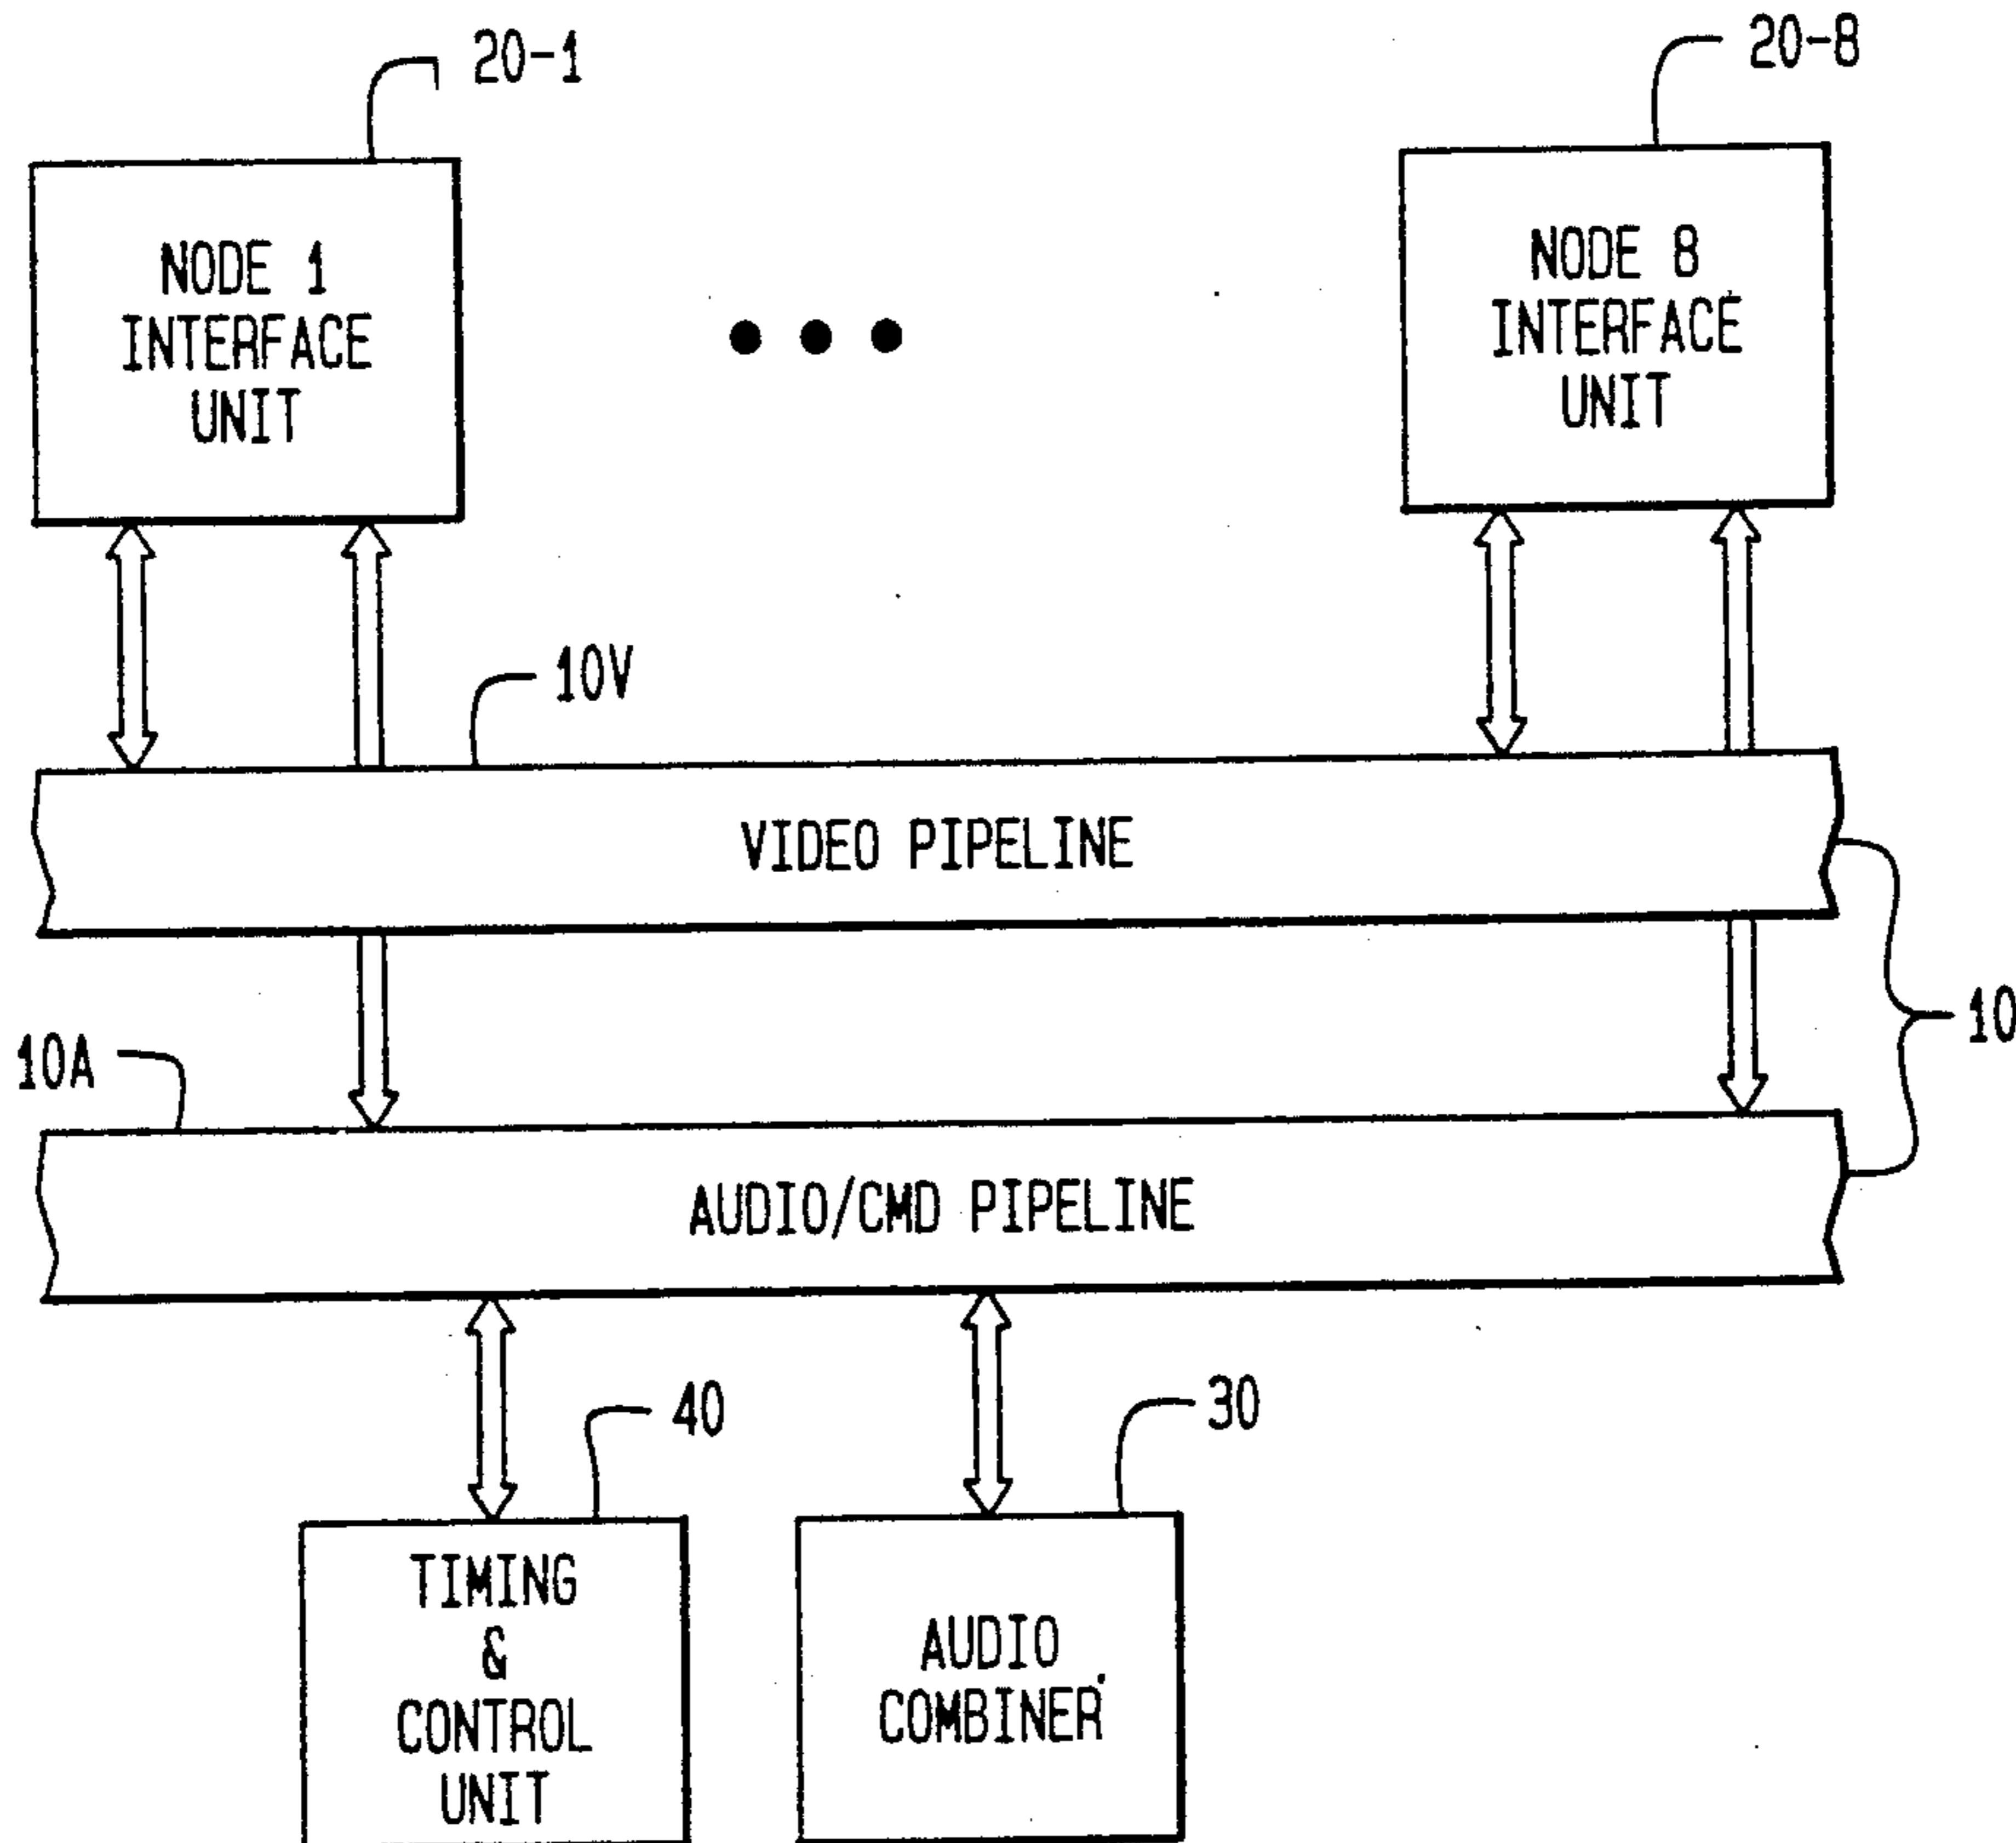 20-1
20-8
NODE 1
INTERFACE
UNIT
NODE 8
INTERFACE
UNIT
10V
VIDEO PIPELINE
10
10A
AUDIO/CMD PIPELINE
40
30
TIMING
&
CONTROL
UNIT
AUDIO
COMBINER